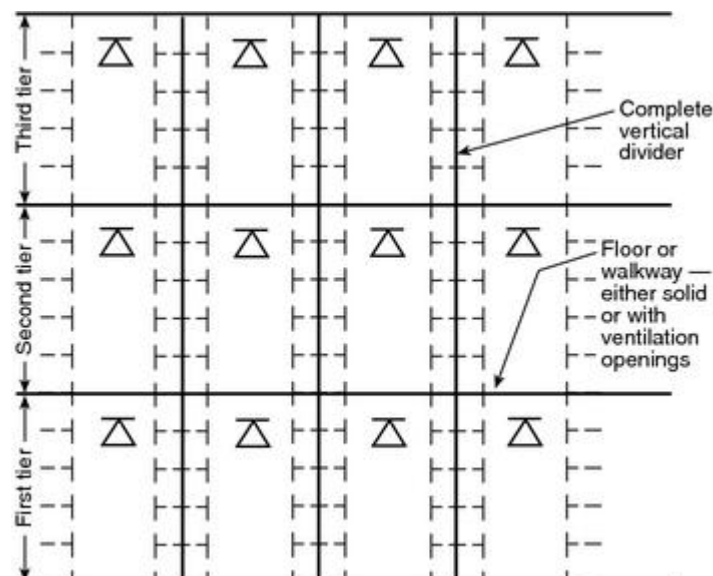 Third tier
Complete
vertical
divider
Second tier
Floor or
walkway —
either solid
or with
ventilation
openings
First tier